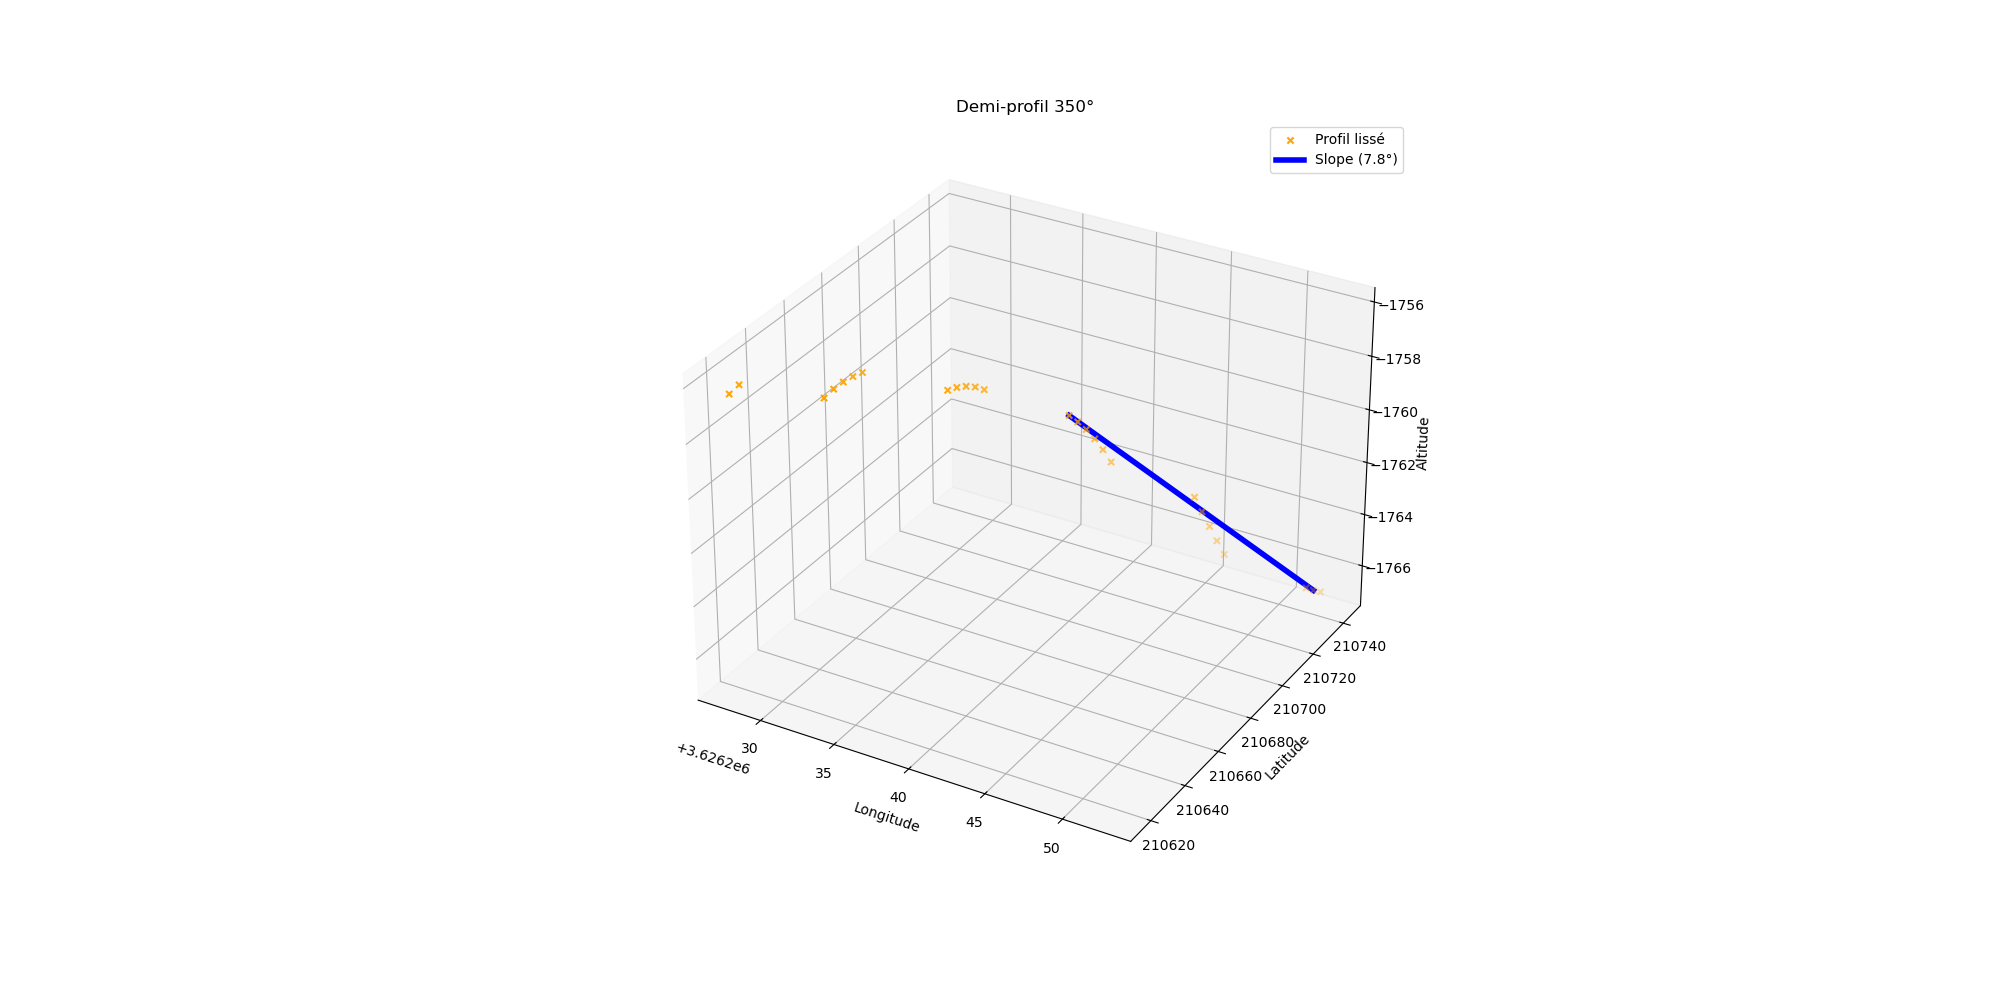 Demi-profil 350°
Profil lissé
Slope (7.8°)
−1756
−1758
−1760
−1762
−1764
−1766
Altitude
210740
210720
210700
210680
210660
210640
210620
Latitude
30
35
40
45
50
+3.6262e6
Longitude